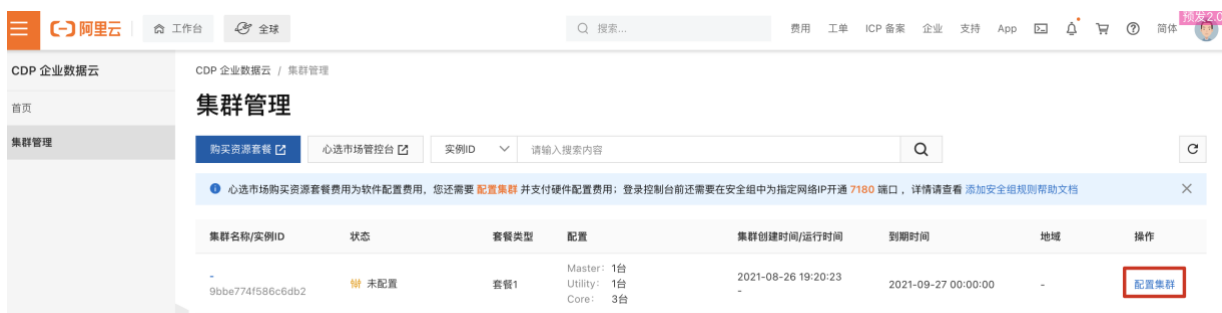 预发2.0
阿里云 工作台 全球 搜索... 费用 工单 ICP 备案 企业 支持 App 简体
CDP 企业数据云
首页
集群管理
CDP 企业数据云 / 集群管理
集群管理
购买资源套餐 心选市场管控台 实例ID 请输入搜索内容
心选市场购买资源套餐费用为软件配置费用，您还需要 配置集群 并支付硬件配置费用；登录控制台前还需要在安全组中为指定网络IP开通 7180 端口 ，详情请查看 添加安全组规则帮助文档
集群名称/实例ID 状态 套餐类型 配置 集群创建时间/运行时间 到期时间 地域 操作
- 未配置 套餐1 Master： 1台 2021-08-26 19:20:23 2021-09-27 00:00:00 - 配置集群
9bbe774f586c6db2 Utility： 1台 -
Core： 3台